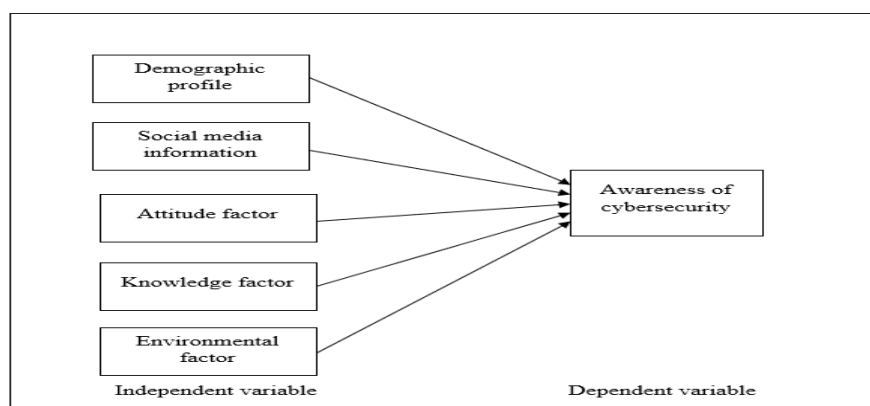 Demographic
profile
Social media
information
Attitude factor
Knowledge factor
Environmental
factor
Independent variable
Awareness of
cybersecurity
Dependent variable